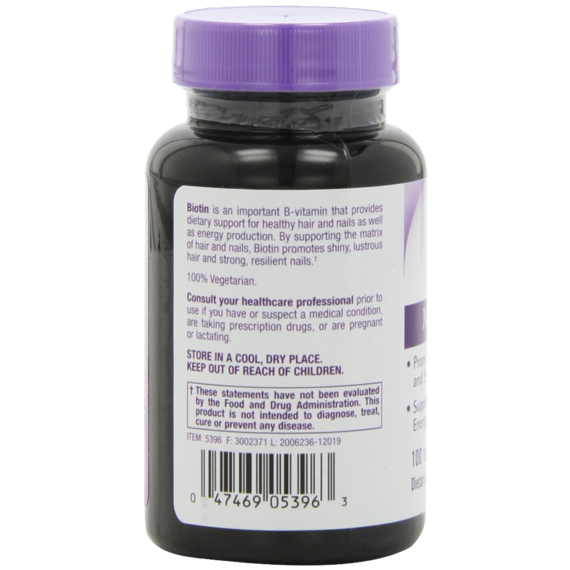 Biotin is an important B-vitamin that provides
dietary support for healthy hair and nails as well
as energy production. By supporting the matrix
of hair and nails, Biotin promotes shiny, lustrous
hair and strong, resilient nails.†
100% Vegetarian.
Consult your healthcare professional prior to
use if you have or suspect a medical condition,
are taking prescription drugs, or are pregnant
or lactating.
STORE IN A COOL, DRY PLACE.
KEEP OUT OF REACH OF CHILDREN.
† These statements have not been evaluated
by the Food and Drug Administration. This
product is not intended to diagnose, treat,
cure or prevent any disease.
ITEM: 5396 F: 3002371 L: 2006236-12019
0 47469 05396 3
and
100